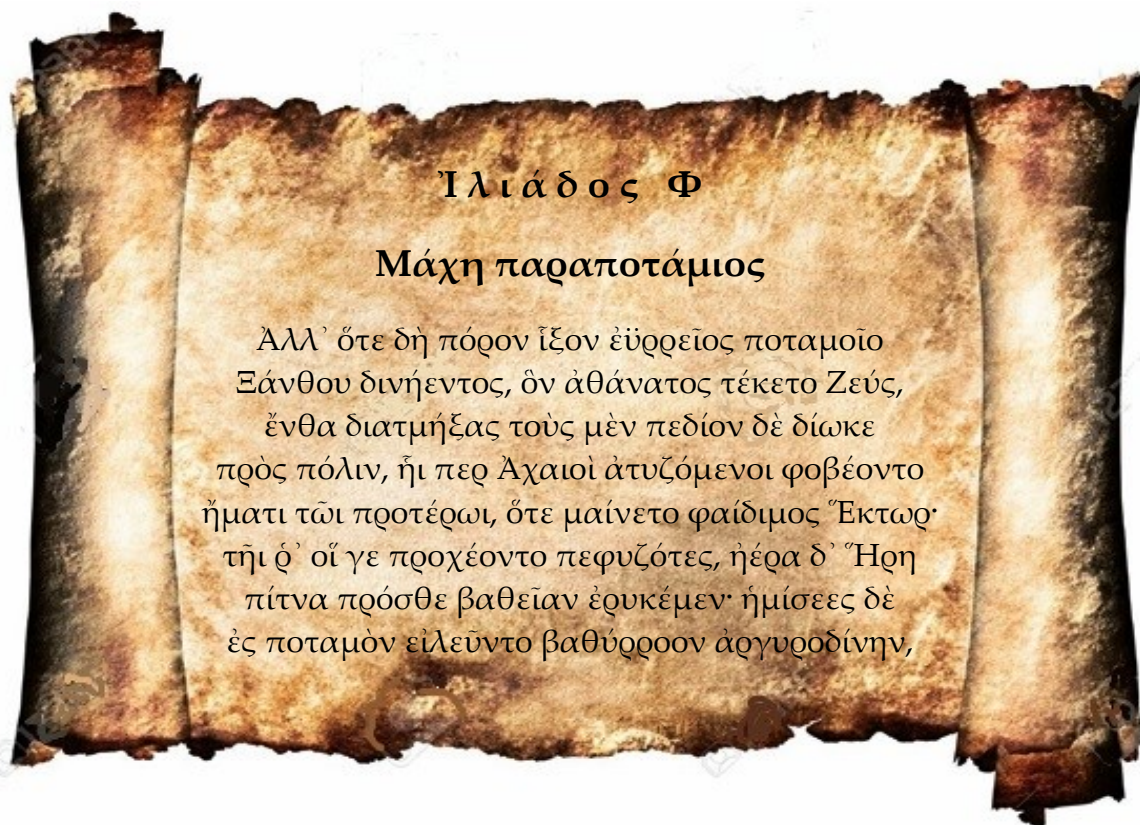 Ἰλιάδος Φ
Μάχη παραποτάμιος
Ἀλλ᾽ ὅτε δὴ πόρον ἷξον ἐϋρρεῖος ποταμοῖο
Ξάνθου δινήεντος, ὃν ἀθάνατος τέκετο Ζεύς,
ἔνθα διατμήξας τοὺς μὲν πεδίον δὲ δίωκε
πρὸς πόλιν, ἧι περ Ἀχαιοὶ ἀτυζόμενοι φοβέοντο
ἤματι τῶι προτέρωι, ὅτε μαίνετο φαίδιμος Ἕκτωρ·
τῆι ῥ᾽ οἵ γε προχέοντο πεφυζότες, ἠέρα δ᾽ Ἥρη
πίτνα πρόσθε βαθεῖαν ἐρυκέμεν· ἡμίσεες δὲ
ἐς ποταμὸν εἰλεῦντο βαθύρροον ἀργυροδίνην,